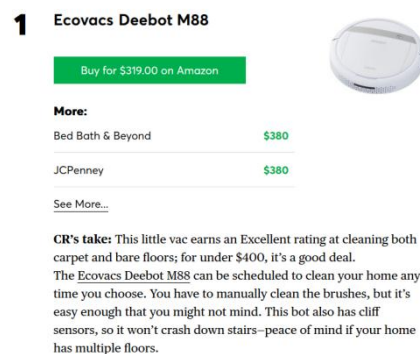 1 Ecovacs Deebot M88
Buy for $319.00 on Amazon
More:
Bed Bath & Beyond $380
JCPenney $380
See More...
CR's take: This little vac earns an Excellent rating at cleaning both
carpet and bare floors; for under $400, it's a good deal.
The Ecovacs Deebot M88 can be scheduled to clean your home any
time you choose. You have to manually clean the brushes, but it's
easy enough that you might not mind. This bot also has cliff
sensors, so it won't crash down stairs—peace of mind if your home
has multiple floors.